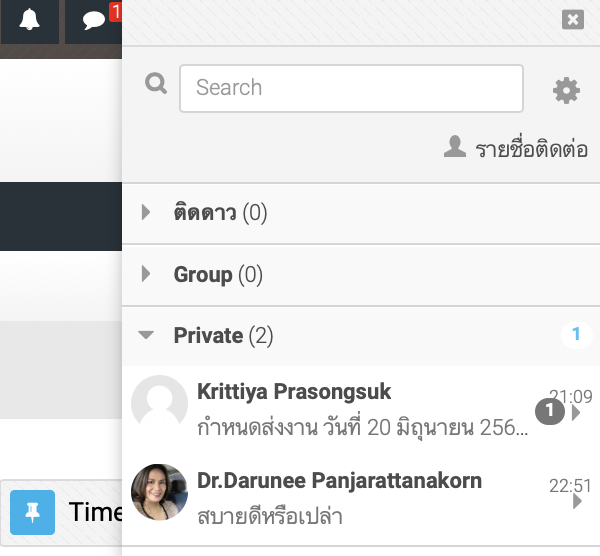 1
Search
รายชื่อติดต่อ
ติดดาว (0)
Group (0)
Private (2) 1
Krittiya Prasongsuk 21:09
กำหนดส่งงาน วันที่ 20 มิถุนายน 256... 1
Dr.Darunee Panjarattanakorn 22:51
สบายดีหรือเปล่า
Time